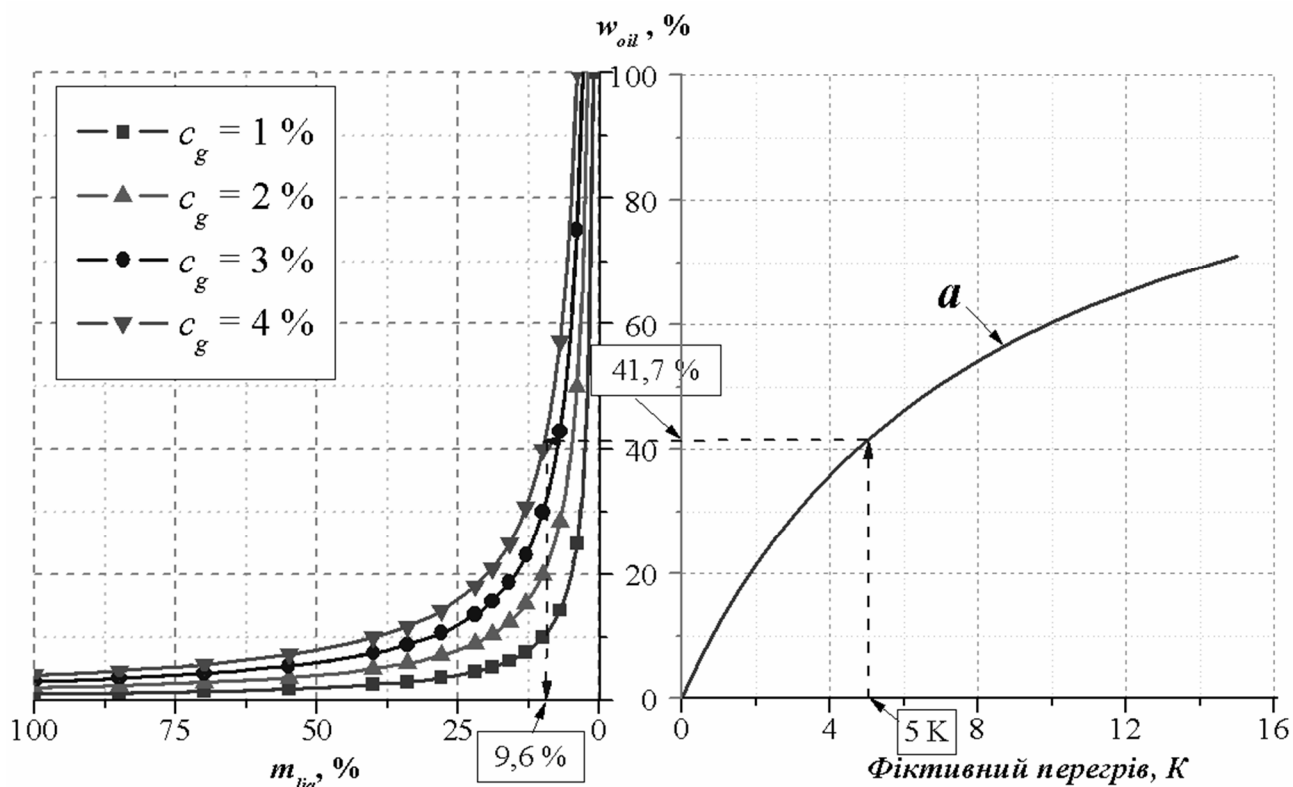 w_oil , %
c_g = 1 %
c_g = 2 %
c_g = 3 %
c_g = 4 %
100
80
60
40
20
0
a
41,7 %
100
75
50
25
0
0
4
8
12
16
9,6 %
5 K
m_liq, %
Фіктивний перегрів, К